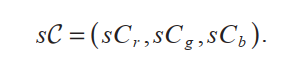 s𝒞 = (sC_r, sC_g, sC_b).